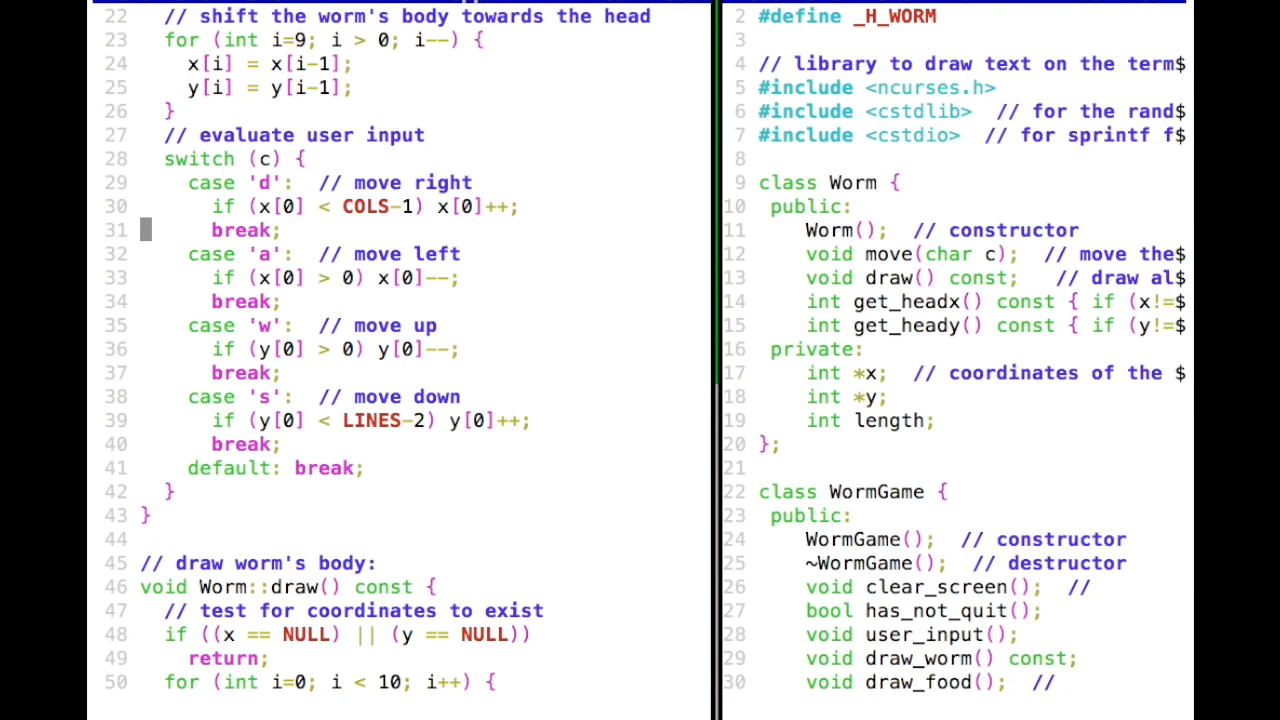 22   // shift the worm's body towards the head
23   for (int i=9; i > 0; i--) {
24     x[i] = x[i-1];
25     y[i] = y[i-1];
26   }
27   // evaluate user input
28   switch (c) {
29     case 'd':  // move right
30       if (x[0] < COLS-1) x[0]++;
31       break;
32     case 'a':  // move left
33       if (x[0] > 0) x[0]--;
34       break;
35     case 'w':  // move up
36       if (y[0] > 0) y[0]--;
37       break;
38     case 's':  // move down
39       if (y[0] < LINES-2) y[0]++;
40       break;
41     default: break;
42   }
43 }
44
45 // draw worm's body:
46 void Worm::draw() const {
47   // test for coordinates to exist
48   if ((x == NULL) || (y == NULL))
49     return;
50   for (int i=0; i < 10; i++) {
2 #define _H_WORM
3
4 // library to draw text on the term$
5 #include <ncurses.h>
6 #include <cstdlib>  // for the rand$
7 #include <cstdio>  // for sprintf f$
8
9 class Worm {
10  public:
11     Worm();  // constructor
12     void move(char c);  // move the$
13     void draw() const;   // draw al$
14     int get_headx() const { if (x!=$
15     int get_heady() const { if (y!=$
16  private:
17     int *x;  // coordinates of the $
18     int *y;
19     int length;
20 };
21
22 class WormGame {
23  public:
24     WormGame();  // constructor
25     ~WormGame();  // destructor
26     void clear_screen();  //
27     bool has_not_quit();
28     void user_input();
29     void draw_worm() const;
30     void draw_food();  //